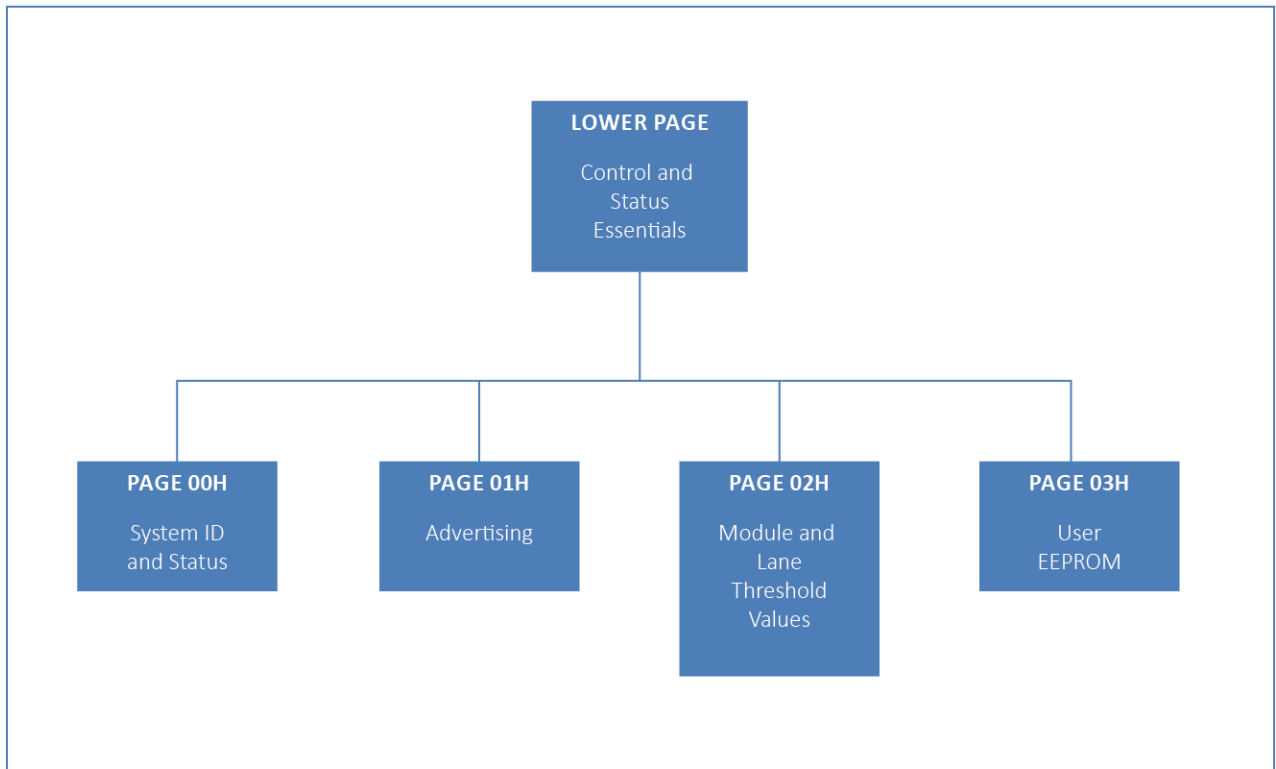 LOWER PAGE
Control and
Status
Essentials
PAGE 00H
System ID
and Status
PAGE 01H
Advertising
PAGE 02H
Module and
Lane
Threshold
Values
PAGE 03H
User
EEPROM